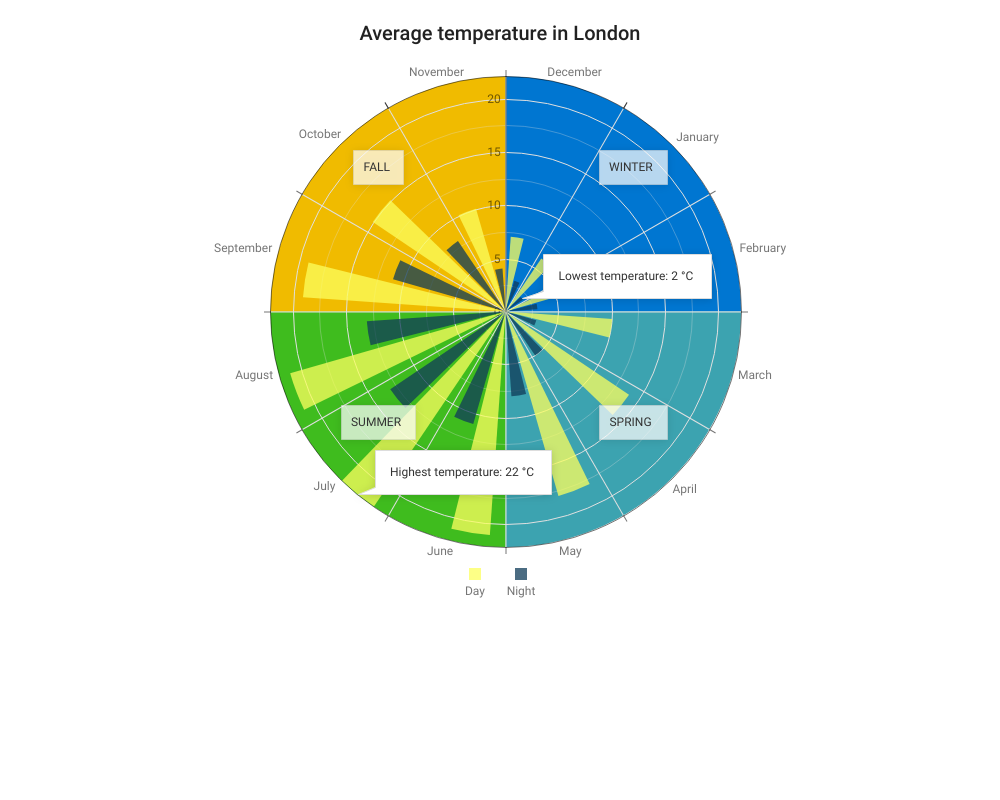 Average temperature in London
November
December
20
October
January
15
FALL
WINTER
10
September
February
5
Lowest temperature: 2 °C
August
March
SUMMER
SPRING
Highest temperature: 22 °C
July
April
June
May
Day
Night